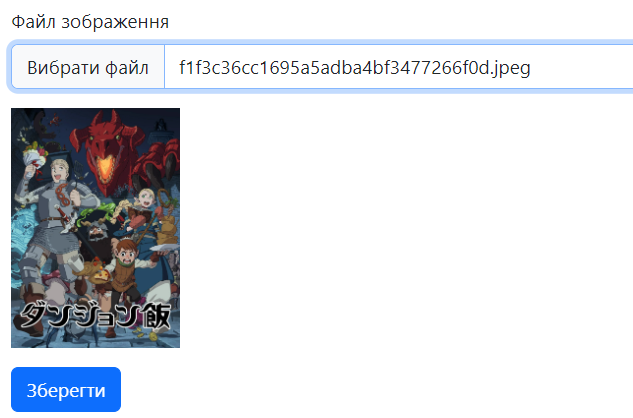 Файл зображення
Вибрати файл f1f3c36cc1695a5adba4bf3477266f0d.jpeg
ダンジョン飯
Зберегти